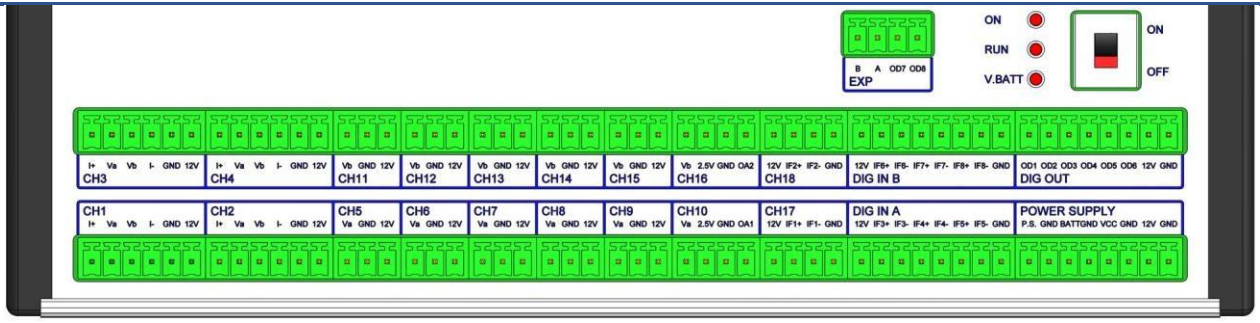 ON
ON
RUN
B A OD7 OD8
EXP
V.BATT
OFF
I+ Va Vb I- GND 12V I+ Va Vb I- GND 12V Vb GND 12V Vb GND 12V Vb GND 12V Vb GND 12V Vb GND 12V Vb 2.5V GND OA2 12V IF2+ IF2- GND 12V IF6+ IF6- IF7+ IF7- IF8+ IF8- GND OD1 OD2 OD3 OD4 OD5 OD6 12V GND
CH3 CH4 CH11 CH12 CH13 CH14 CH15 CH16 CH18 DIG IN B DIG OUT
CH1 CH2 CH5 CH6 CH7 CH8 CH9 CH10 CH17 DIG IN A POWER SUPPLY
I+ Va Vb I- GND 12V I+ Va Vb I- GND 12V Va GND 12V Va GND 12V Va GND 12V Va GND 12V Va GND 12V Va 2.5V GND OA1 12V IF1+ IF1- GND 12V IF3+ IF3- IF4+ IF4- IF5+ IF5- GND P.S. GND BATT GND VCC GND 12V GND